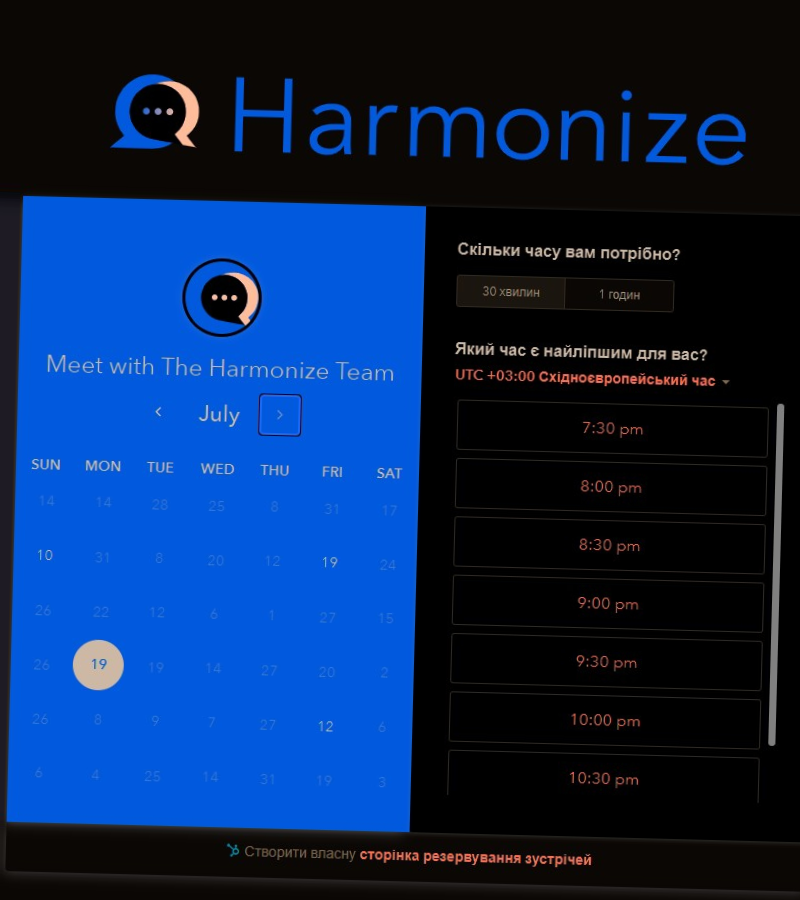 Harmonize
Meet with The Harmonize Team
July
SUN MON TUE WED THU FRI SAT
14 14 28 25 8 31 17
10 31 8 20 12 19 24
26 22 12 6 1 27 15
26 19 19 14 27 20 2
26 8 9 7 27 12 6
6 4 25 14 31 19 3
Скільки часу вам потрібно?
30 хвилин 1 годин
Який час є найліпшим для вас?
UTC +03:00 Східноєвропейський час
7:30 pm
8:00 pm
8:30 pm
9:00 pm
9:30 pm
10:00 pm
10:30 pm
Створити власну сторінка резервування зустрічей